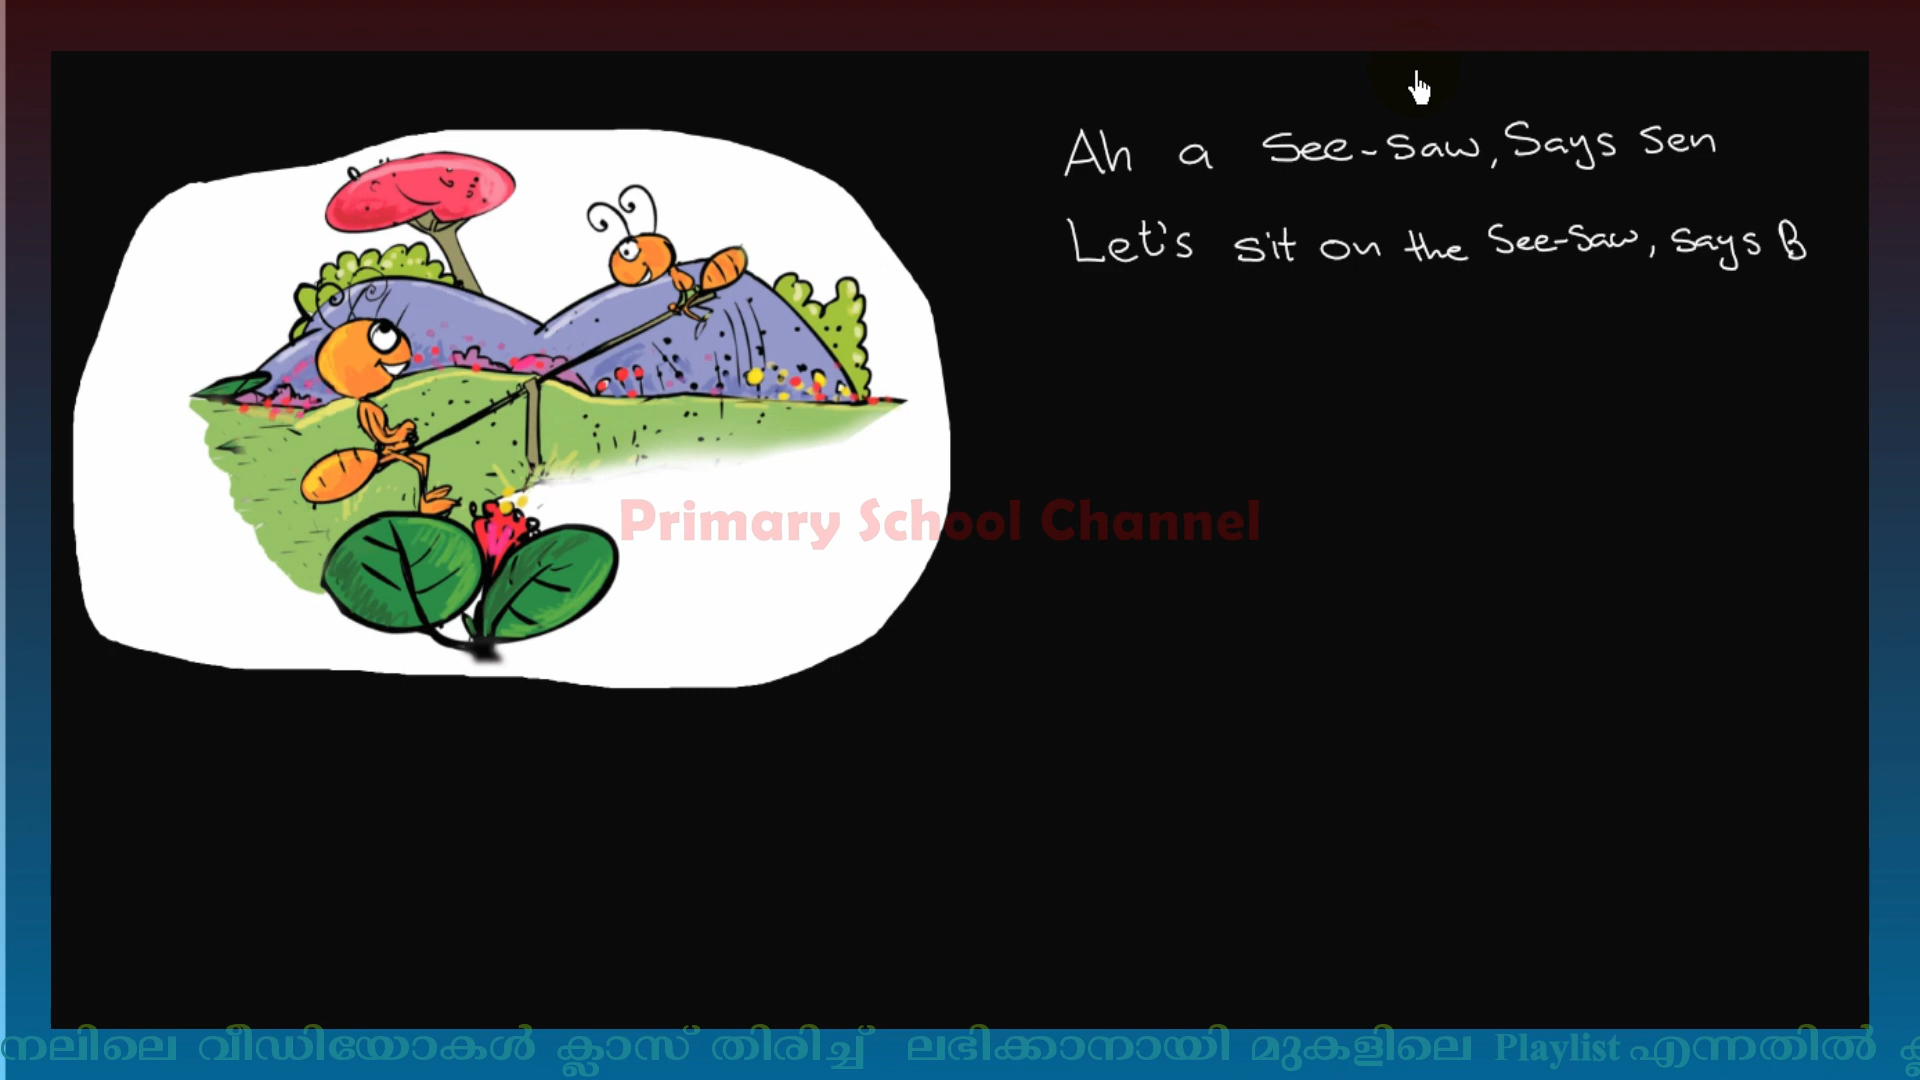 Ah a See-Saw, Says Sen
Let's sit on the See-Saw, says B
Primary School Channel
നലിലെ വീഡിയോകൾ ക്ലാസ് തിരിച്ച് ലഭിക്കാനായി മുകളിലെ Playlist എന്നതിൽ